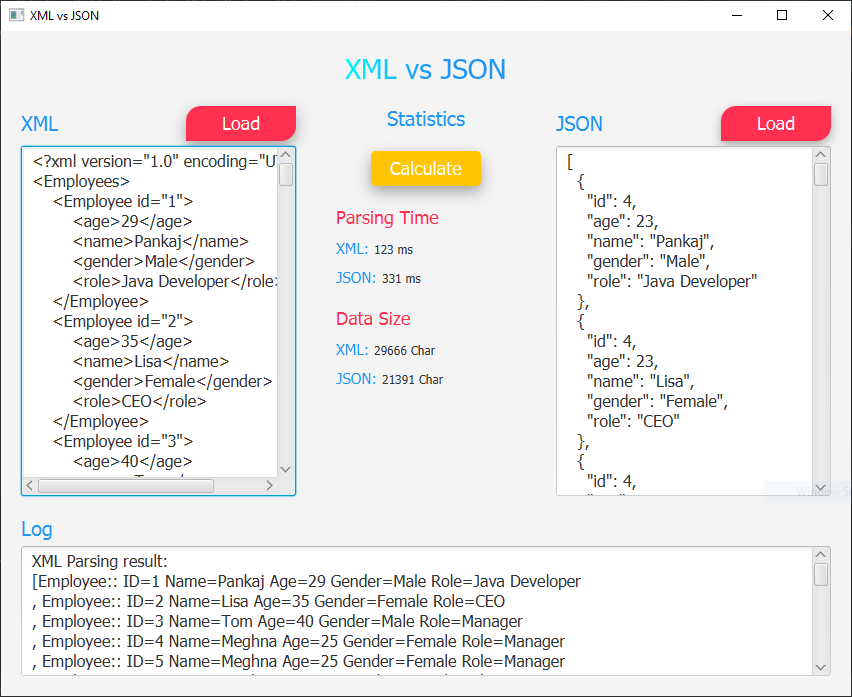 XML vs JSON
XML vs JSON
XML
Load
<?xml version="1.0" encoding="U
<Employees>
<Employee id="1">
<age>29</age>
<name>Pankaj</name>
<gender>Male</gender>
<role>Java Developer</role>
</Employee>
<Employee id="2">
<age>35</age>
<name>Lisa</name>
<gender>Female</gender>
<role>CEO</role>
</Employee>
<Employee id="3">
<age>40</age>
Statistics
Calculate
Parsing Time
XML: 123 ms
JSON: 331 ms
Data Size
XML: 29666 Char
JSON: 21391 Char
JSON
Load
[
{
"id": 4,
"age": 23,
"name": "Pankaj",
"gender": "Male",
"role": "Java Developer"
},
{
"id": 4,
"age": 23,
"name": "Lisa",
"gender": "Female",
"role": "CEO"
},
{
"id": 4,
Log
XML Parsing result:
[Employee:: ID=1 Name=Pankaj Age=29 Gender=Male Role=Java Developer
, Employee:: ID=2 Name=Lisa Age=35 Gender=Female Role=CEO
, Employee:: ID=3 Name=Tom Age=40 Gender=Male Role=Manager
, Employee:: ID=4 Name=Meghna Age=25 Gender=Female Role=Manager
, Employee:: ID=5 Name=Meghna Age=25 Gender=Female Role=Manager